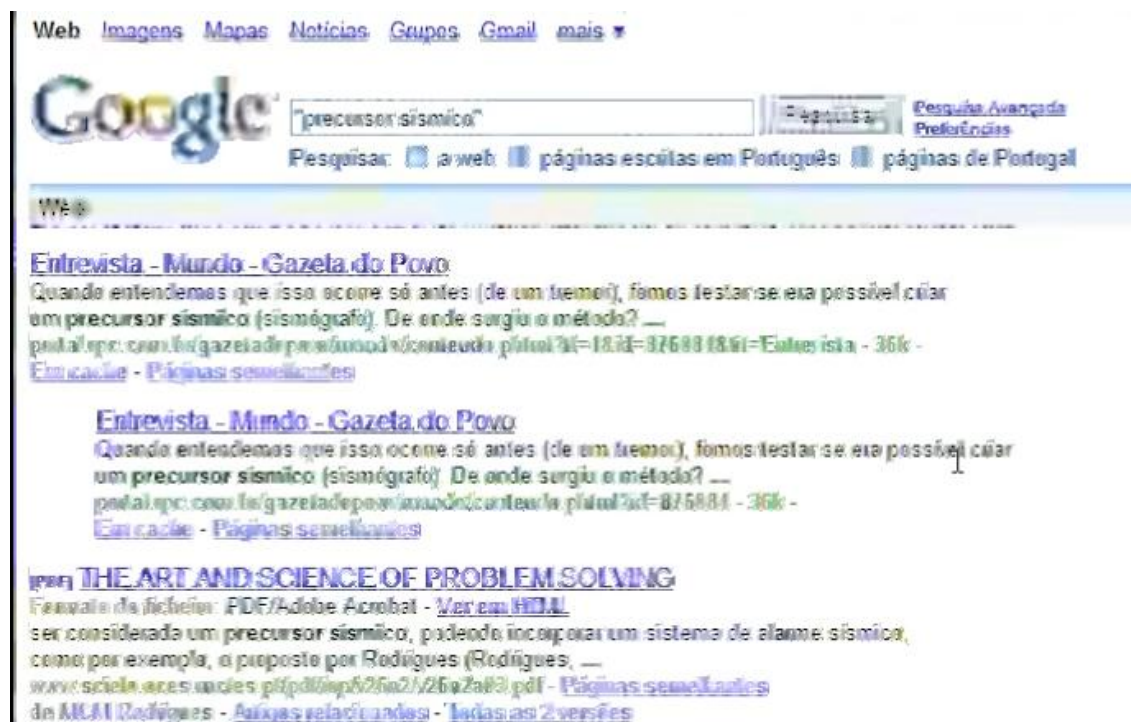 Web Imagens Mapas Notícias Grupos Gmail mais ▼
Google
"precursor sísmico" Pesquisar Pesquisa Avançada
Preferências
Pesquisar: a web páginas escritas em Português páginas de Portugal
Web
Entrevista - Mundo - Gazeta do Povo
Quando entendemos que isso ocorre só antes (de um tremor), fomos testar se era possível criar
um precursor sísmico (sismógrafo). De onde surgiu o método? ...
- 36k -
Em cache - Páginas semelhantes
Entrevista - Mundo - Gazeta do Povo
Quando entendemos que isso ocorre só antes (de um tremor), fomos testar se era possível criar
um precursor sísmico (sismógrafo). De onde surgiu o método? ...
- 36k -
Em cache - Páginas semelhantes
[PDF] THE ART AND SCIENCE OF PROBLEM SOLVING
Formato do ficheiro: PDF/Adobe Acrobat - Ver em HTML
ser considerada um precursor sísmico, podendo incorporar um sistema de alarme sísmico,
como por exemplo, o proposto por Rodrigues (Rodrigues, ...
- Páginas semelhantes
de Rodrigues - Artigos relacionados - Todas as 2 versões